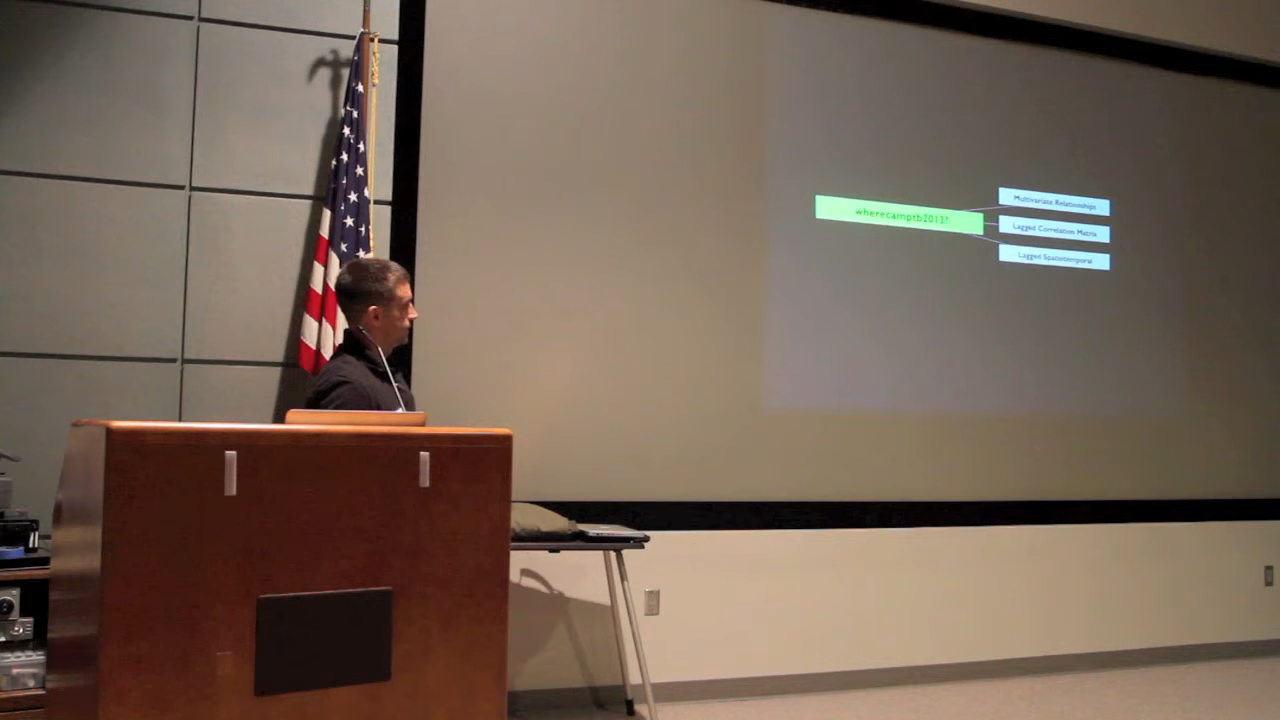 wherecamptb2013?
Multivariate Relationships
Lagged Correlation Matrix
Lagged Spatiotemporal